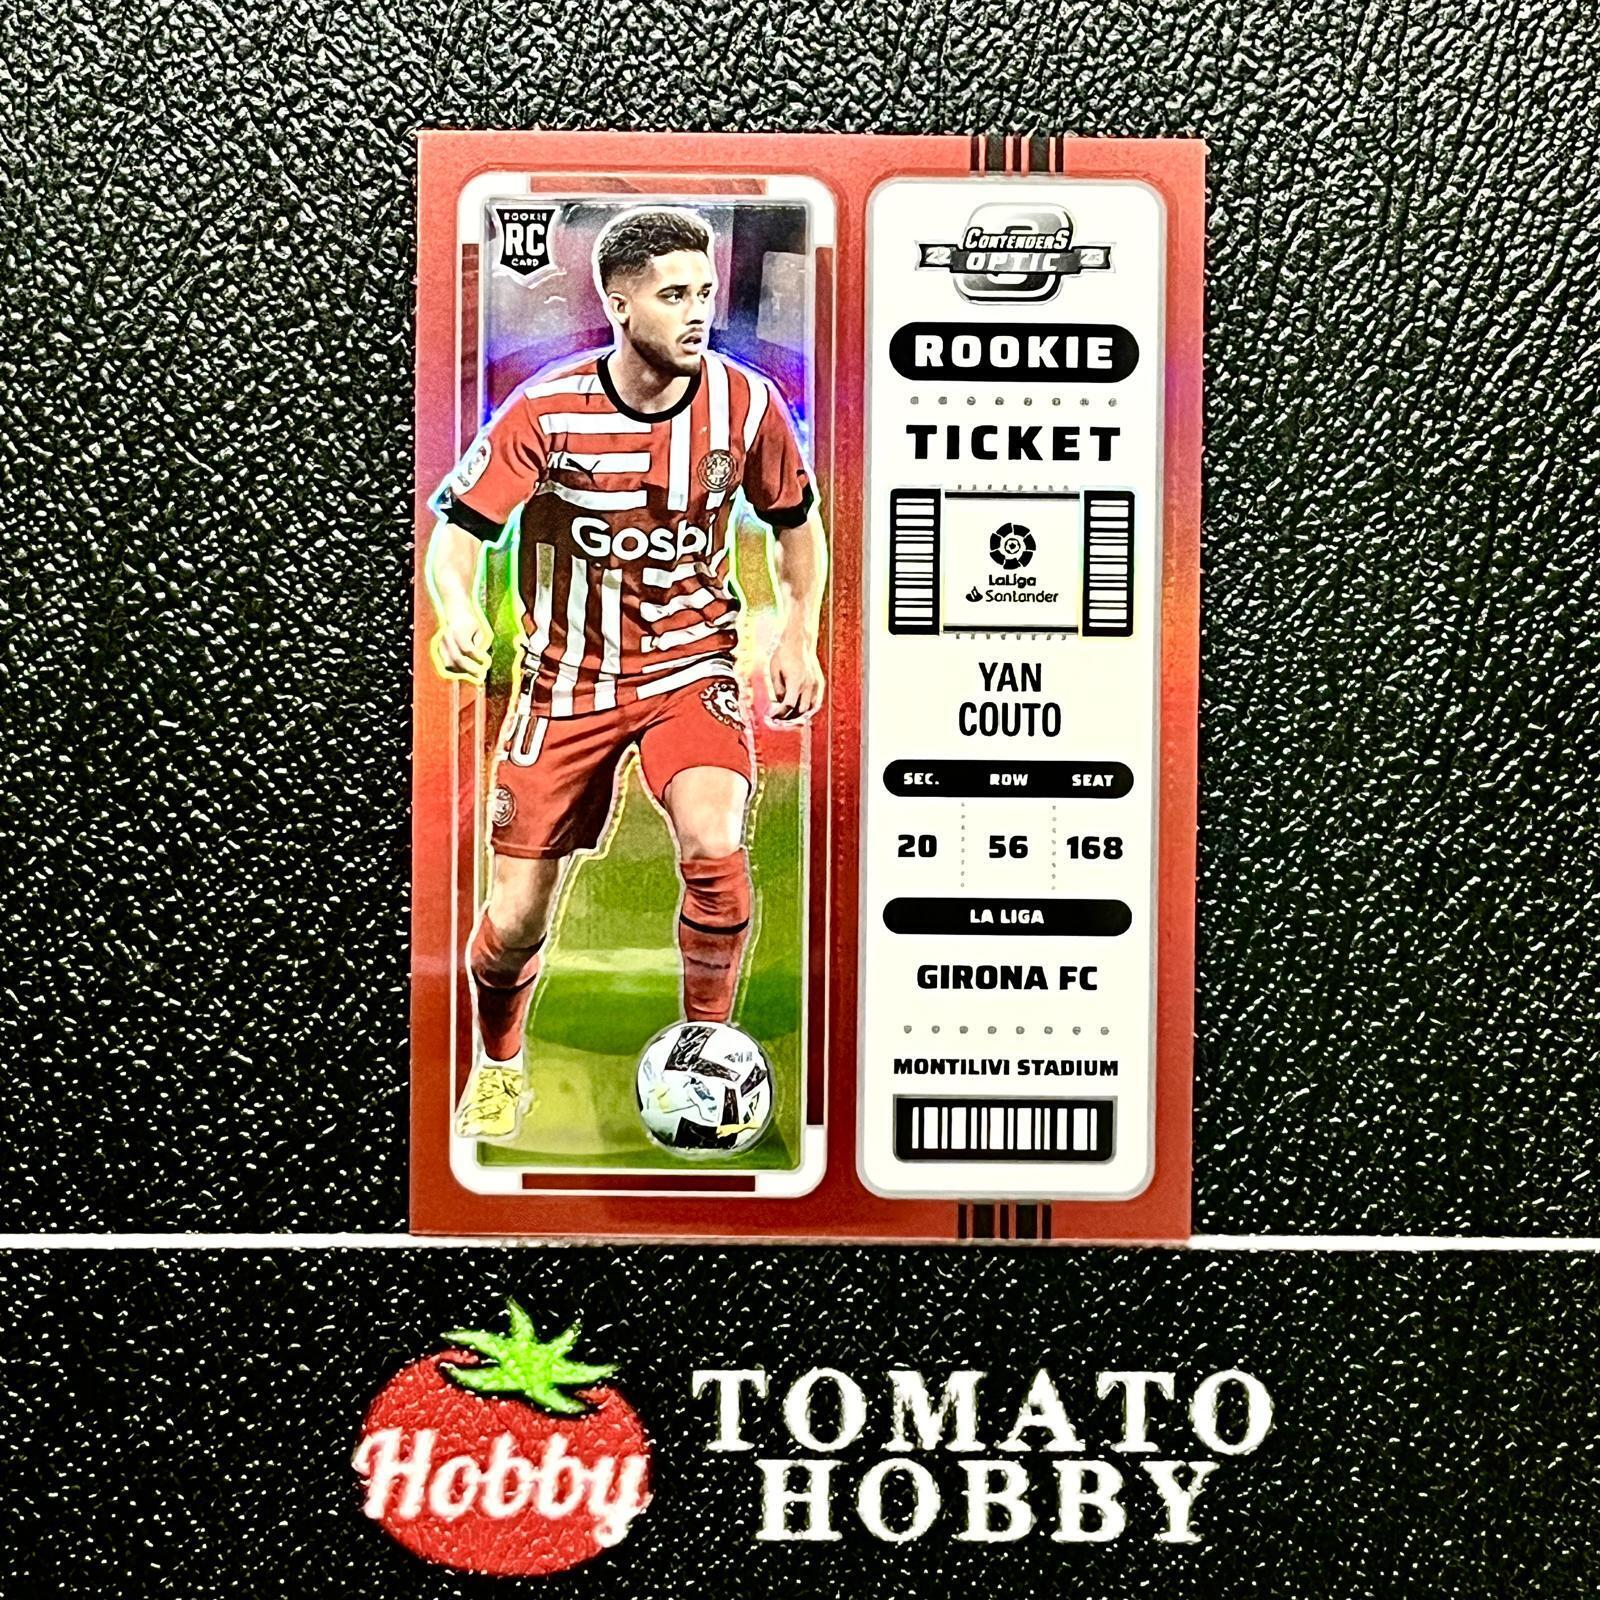 ROOKIE
RC
CARD
Gosbi
22 CONTENDERS 23
OPTIC
ROOKIE
TICKET
LaLiga
Santander
YAN
COUTO
SEC. ROW SEAT
20 56 168
LA LIGA
GIRONA FC
MONTILIVI STADIUM
Hobby
TOMATO
HOBBY